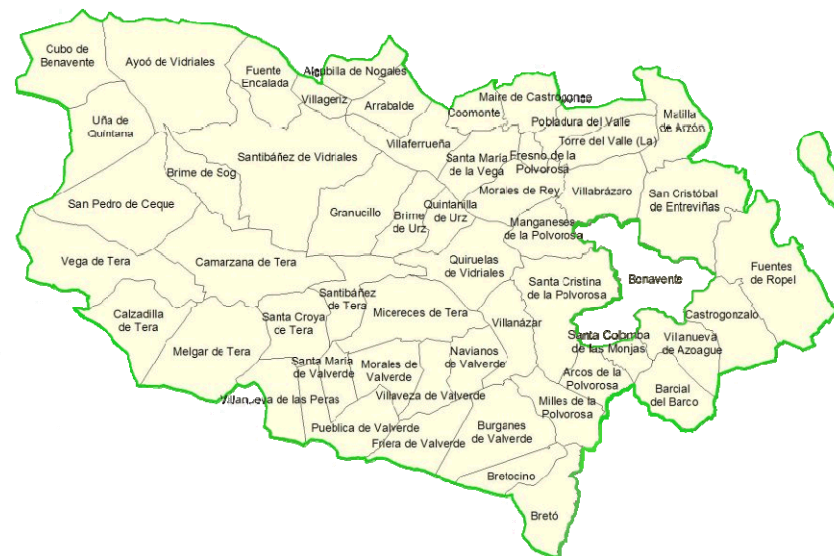 Cubo de
Benavente
Ayoó de Vidriales
Fuente
Encalada
Alcubilla de Nogales
Villageriz
Arrabalde
Coomonte
Maire de Castroponce
Pobladura del Valle
Matilla
de Arzón
Uña de
Quintana
Villaferrueña
Torre del Valle (La)
Santibáñez de Vidriales
Santa María
de la Vega
Fresno de la
Polvorosa
Brime de Sog
Morales de Rey
Villabrázaro
San Cristóbal
de Entreviñas
San Pedro de Ceque
Granucillo
Brime
de Urz
Quintanilla
de Urz
Manganeses
de la Polvorosa
Vega de Tera
Camarzana de Tera
Quiruelas
de Vidriales
Benavente
Fuentes
de Ropel
Santa Cristina
de la Polvorosa
Calzadilla
de Tera
Santibáñez
de Tera
Santa Croya
de Tera
Micereces de Tera
Villanázar
Castrogonzalo
Melgar de Tera
Santa Colomba
de las Monjas
Villanueva
de Azoague
Santa María
de Valverde
Morales de
Valverde
Navianos
de Valverde
Arcos de la
Polvorosa
Barcial
del Barco
Villanueva de las Peras
Villaveza de Valverde
Milles de la
Polvorosa
Pueblica de Valverde
Burganes
de Valverde
Friera de Valverde
Bretocino
Bretó